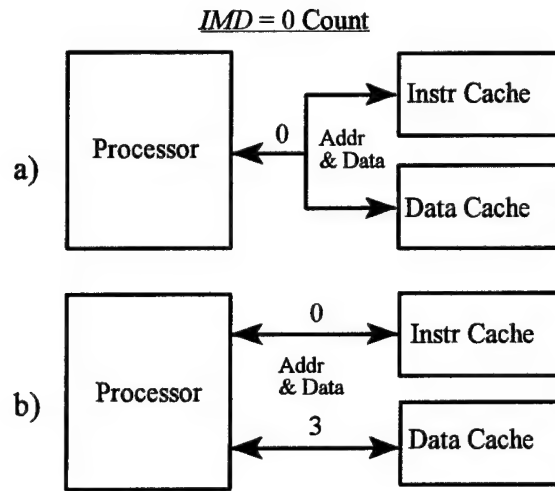 IMD = 0 Count
a)
Processor
0
Addr
& Data
Instr Cache
Data Cache
b)
Processor
0
Addr
& Data
3
Instr Cache
Data Cache